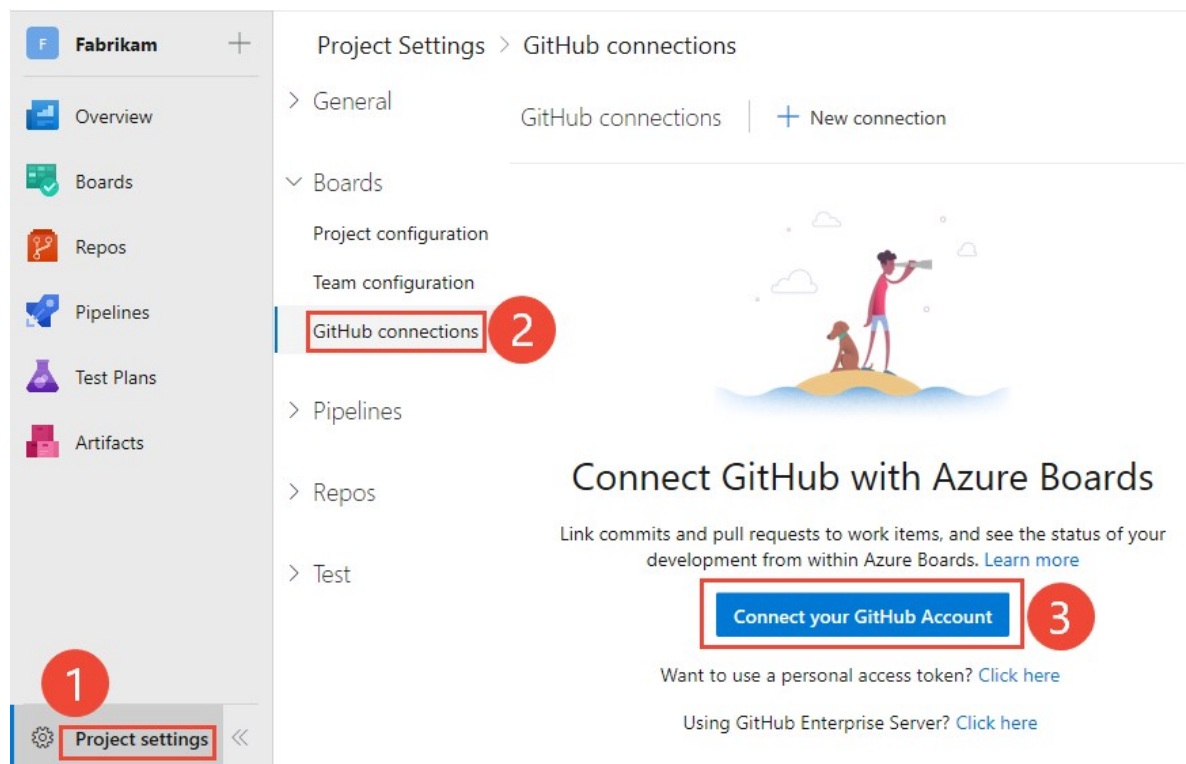 F Fabrikam
Overview
Boards
Repos
Pipelines
Test Plans
Artifacts
1
Project settings
Project Settings > GitHub connections
General
Boards
Project configuration
Team configuration
GitHub connections
2
Pipelines
Repos
Test
GitHub connections
New connection
Connect GitHub with Azure Boards
Link commits and pull requests to work items, and see the status of your
development from within Azure Boards. Learn more
Connect your GitHub Account
3
Want to use a personal access token? Click here
Using GitHub Enterprise Server? Click here